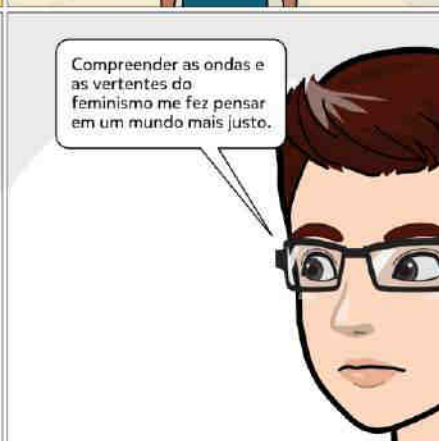 Compreender as ondas e
as vertentes do
feminismo me fez pensar
em um mundo mais justo.